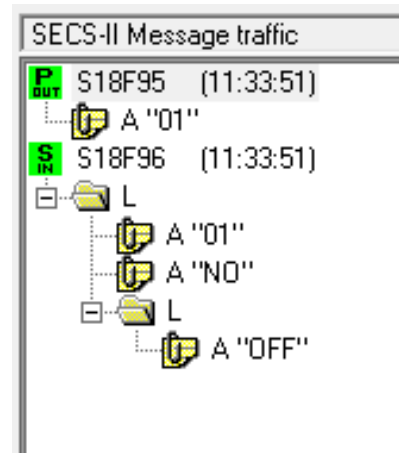 SECS-II Message traffic
P OUT S18F95 (11:33:51)
A "01"
S IN S18F96 (11:33:51)
L
A "01"
A "NO"
L
A "OFF"